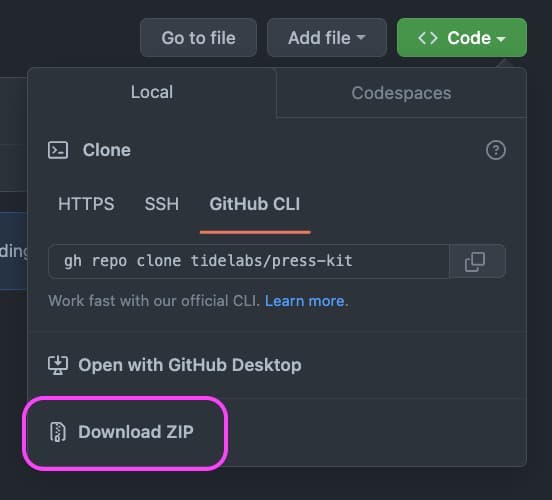 Go to file Add file <> Code
Local Codespaces
Clone
HTTPS SSH GitHub CLI
gh repo clone tidelabs/press-kit
Work fast with our official CLI. Learn more.
Open with GitHub Desktop
Download ZIP